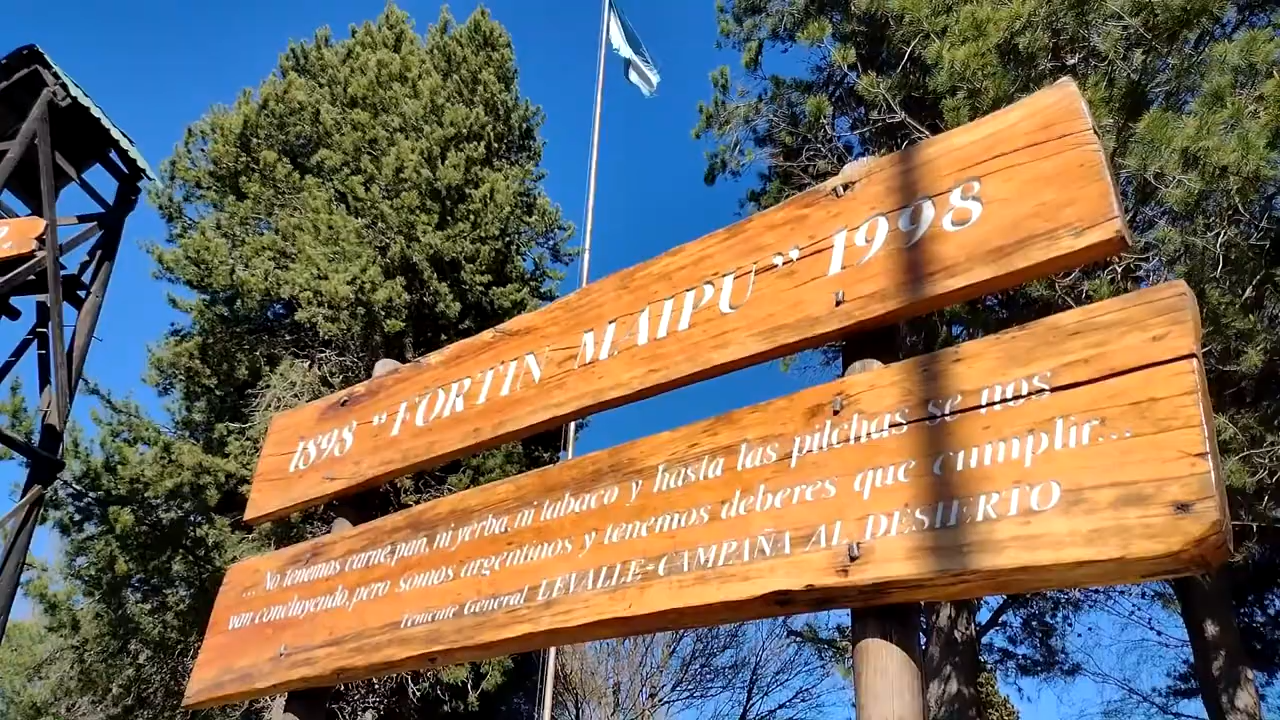 1898 "FORTIN MAIPU" 1998
... No tenemos carne, pan, ni yerba, ni tabaco y hasta las pilchas se nos
van concluyendo, pero somos argentinos y tenemos deberes que cumplir...
Teniente General LEVALLE-CAMPAÑA AL DESIERTO